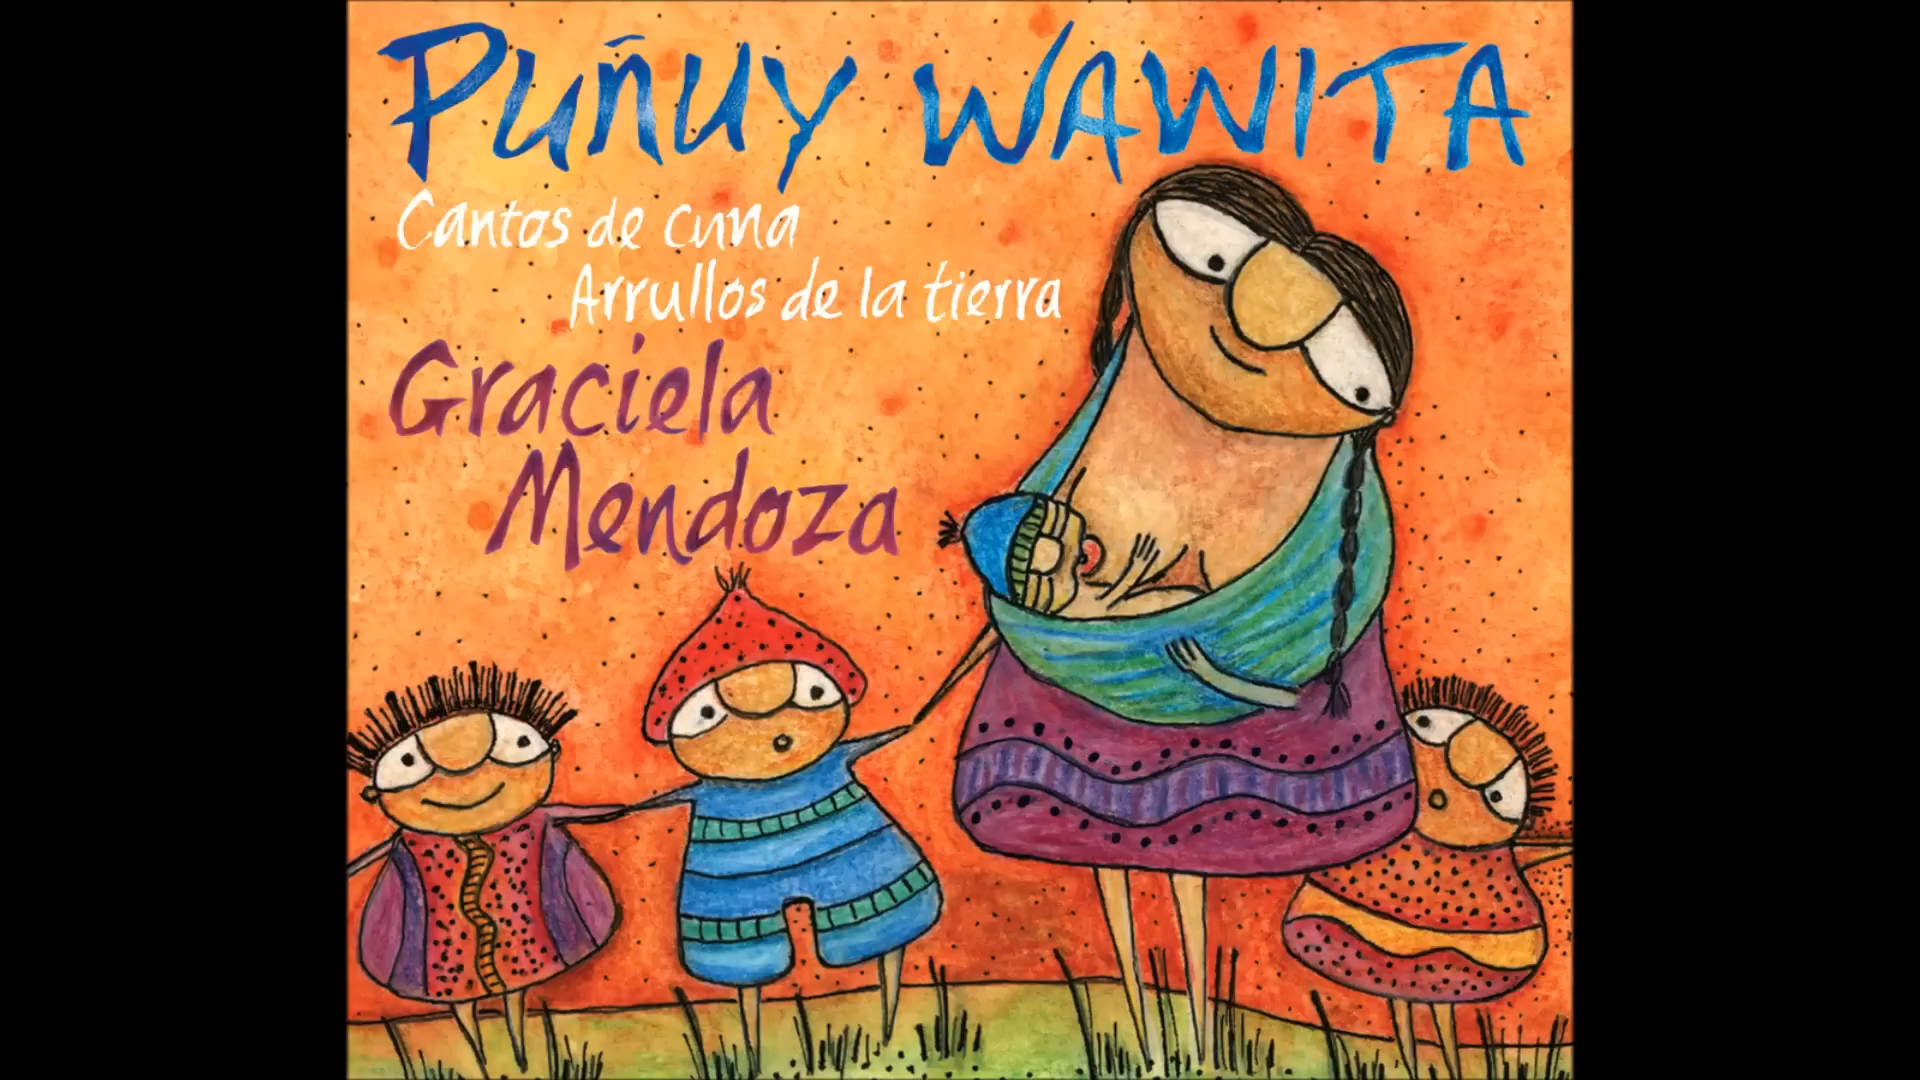 Puñuy WAWITA
Cantos de cuna
Arrullos de la tierra
Graciela
Mendoza